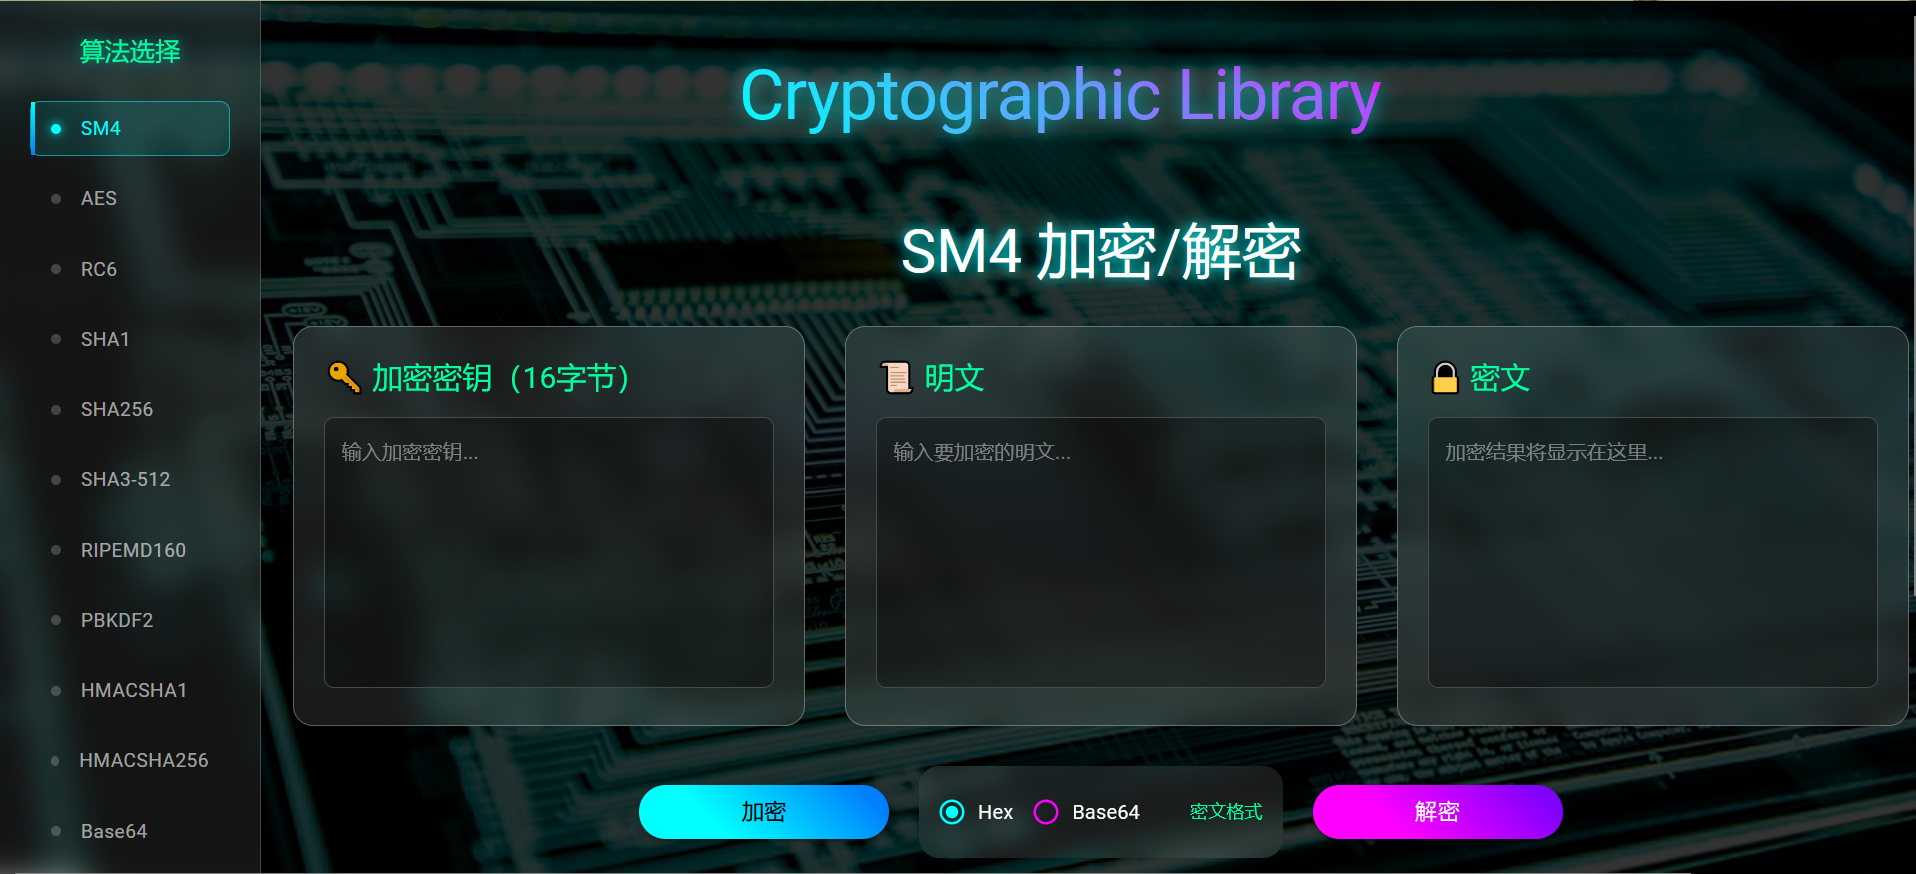 算法选择
SM4
AES
RC6
SHA1
SHA256
SHA3-512
RIPEMD160
PBKDF2
HMACSHA1
HMACSHA256
Base64
Cryptographic Library
SM4 加密/解密
加密密钥（16字节）
输入加密密钥...
明文
输入要加密的明文...
密文
加密结果将显示在这里...
加密
Hex
Base64
密文格式
解密